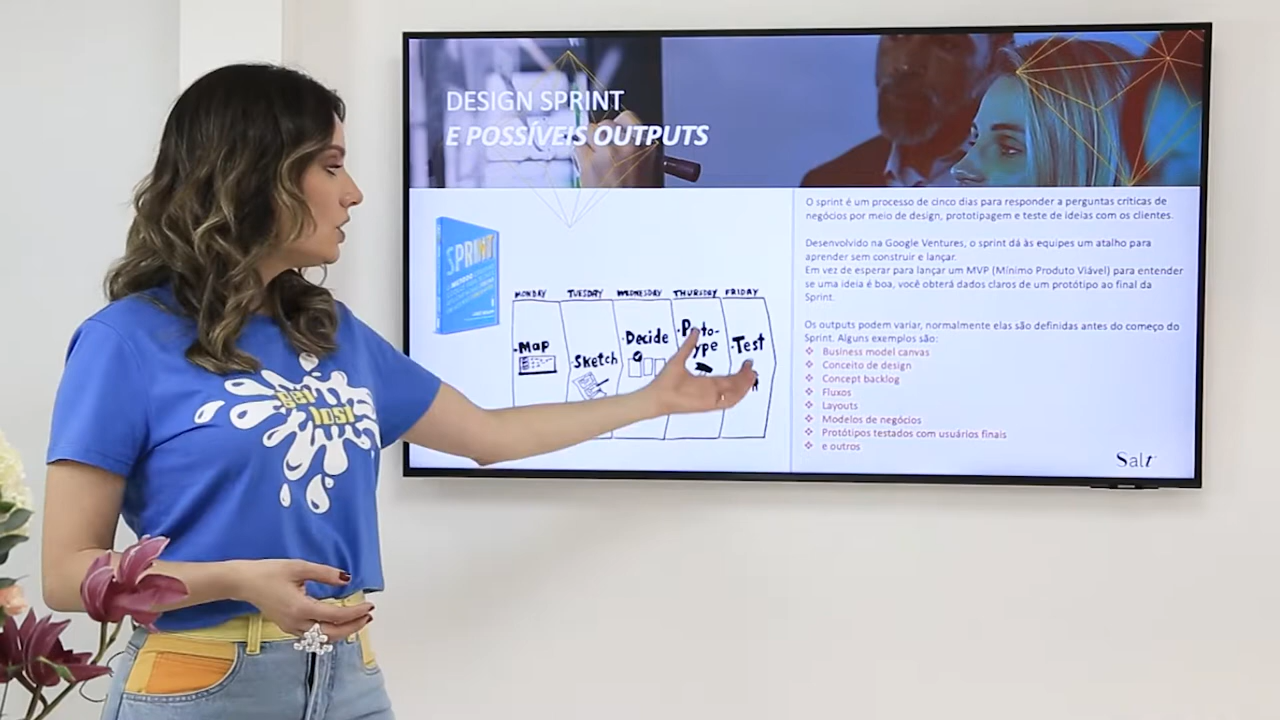 DESIGN SPRINT
E POSSÍVEIS OUTPUTS
SPRINT
MONDAY TUESDAY WEDNESDAY THURSDAY FRIDAY
Map
Sketch
Decide
Proto-
type
Test
O sprint é um processo de cinco dias para responder a perguntas críticas de
negócios por meio de design, prototipagem e teste de ideias com os clientes.
Desenvolvido na Google Ventures, o sprint dá às equipes um atalho para
aprender sem construir e lançar.
Em vez de esperar para lançar um MVP (Mínimo Produto Viável) para entender
se uma ideia é boa, você obterá dados claros de um protótipo ao final da
Sprint.
Os outputs podem variar, normalmente elas são definidas antes do começo do
Sprint. Alguns exemplos são:
❖ Business model canvas
❖ Conceito de design
❖ Concept backlog
❖ Fluxos
❖ Layouts
❖ Modelos de negócios
❖ Protótipos testados com usuários finais
❖ e outros
Salt
get
lost